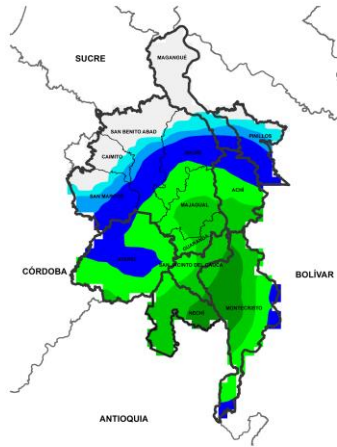 MAGANGUÉ
SUCRE
SAN BENITO ABAD
PINILLOS
CAIMITO
SAN MARCOS
ACHÍ
MAJAGUAL
GUARANDA
CÓRDOBA
SAN JACINTO DEL CAUCA
BOLÍVAR
NECHÍ
MONTECRISTO
ANTIOQUIA